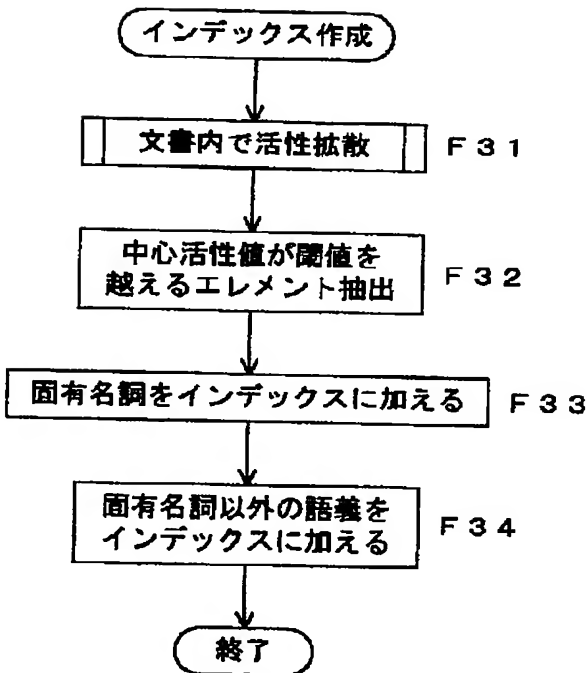 インデックス作成
文書内で活性拡散 F31
中心活性値が閾値を
越えるエレメント抽出 F32
固有名詞をインデックスに加える F33
固有名詞以外の語義を
インデックスに加える F34
終了